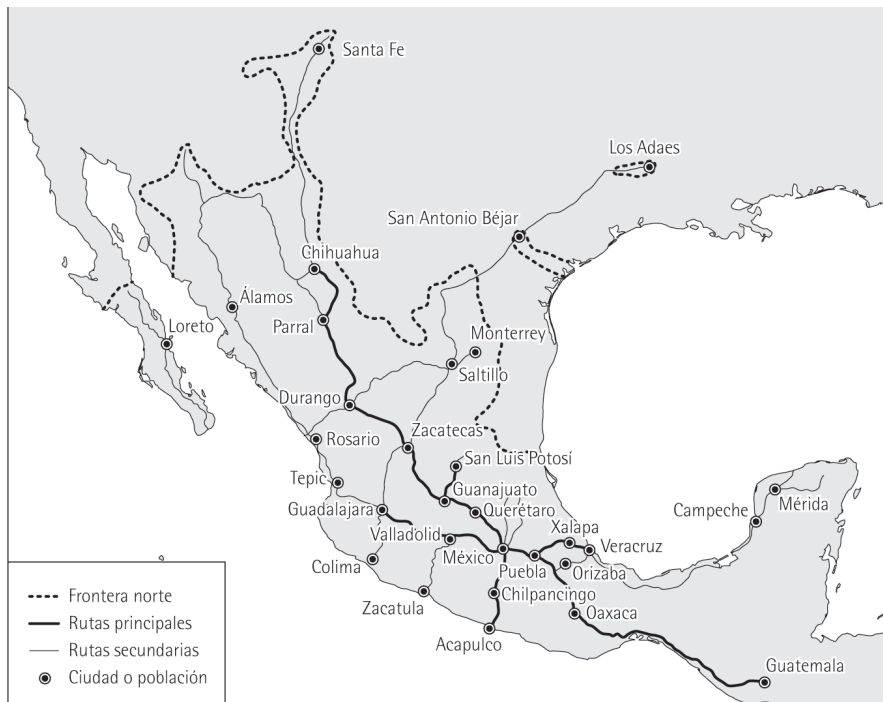 Santa Fe
Los Adaes
San Antonio Béjar
Chihuahua
Álamos
Parral
Monterrey
Loreto
Saltillo
Durango
Zacatecas
Rosario
San Luis Potosí
Tepic
Guanajuato
Guadalajara
Querétaro
Campeche
Mérida
Xalapa
Valladolid
Veracruz
México
Puebla
Orizaba
Colima
Chilpancingo
Zacatula
Oaxaca
Acapulco
Guatemala
Frontera norte
Rutas principales
Rutas secundarias
Ciudad o población